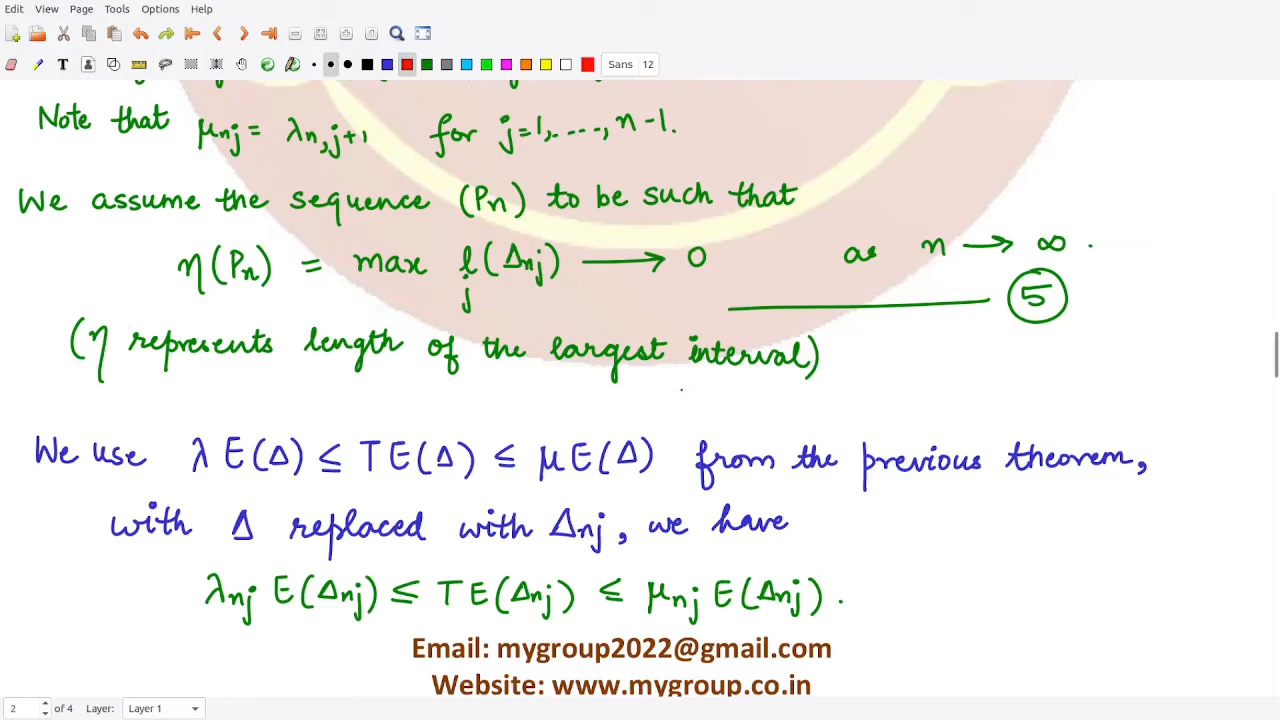 Edit View Page Tools Options Help
Sans 12
Note that μnj = λn,j+1 for j=1,...., n-1.
We assume the sequence (Pn) to be such that
η(Pn) = max l(Δnj) → 0 as n → ∞.
j
5
(η represents length of the largest interval)
We use λ E(Δ) ≤ TE(Δ) ≤ μE(Δ) from the previous theorem,
with Δ replaced with Δnj, we have
λnj E(Δnj) ≤ TE(Δnj) ≤ μnj E(Δnj).
Email: mygroup2022@gmail.com
Website: www.mygroup.co.in
2 of 4 Layer: Layer 1